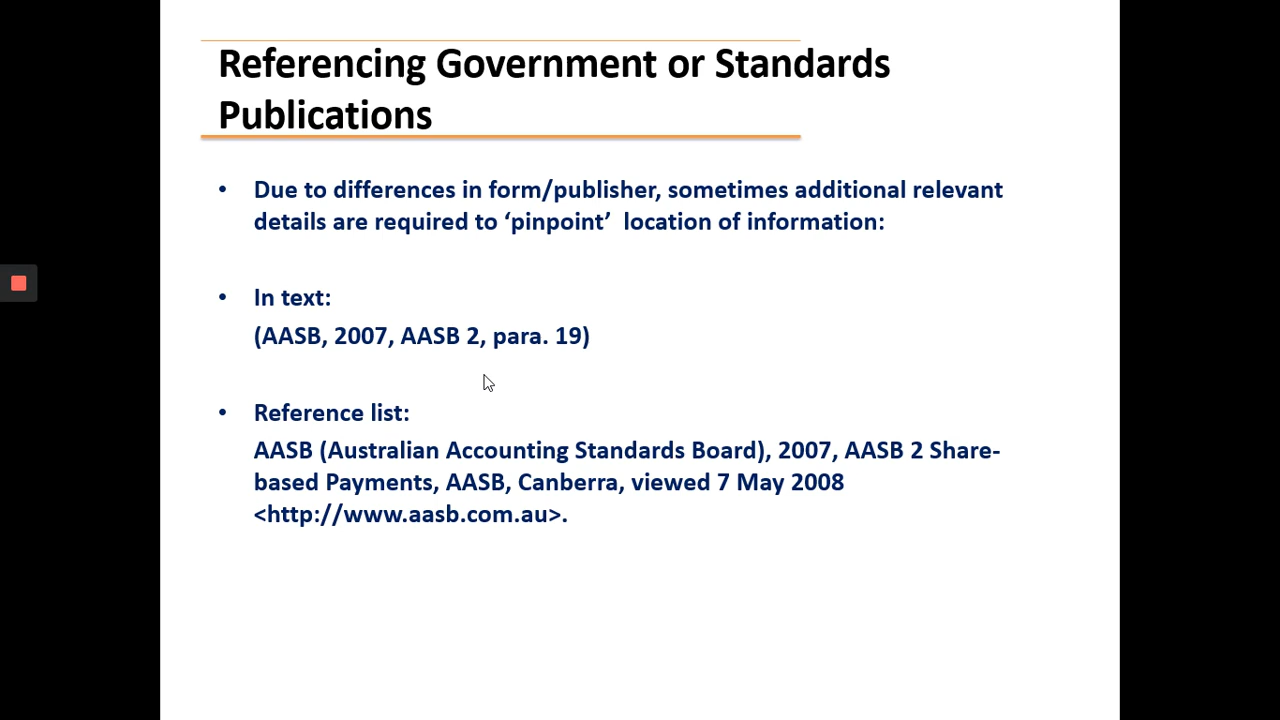 Referencing Government or Standards
Publications
• Due to differences in form/publisher, sometimes additional relevant
details are required to ‘pinpoint’ location of information:
• In text:
(AASB, 2007, AASB 2, para. 19)
• Reference list:
AASB (Australian Accounting Standards Board), 2007, AASB 2 Share-
based Payments, AASB, Canberra, viewed 7 May 2008
<http://www.aasb.com.au>.